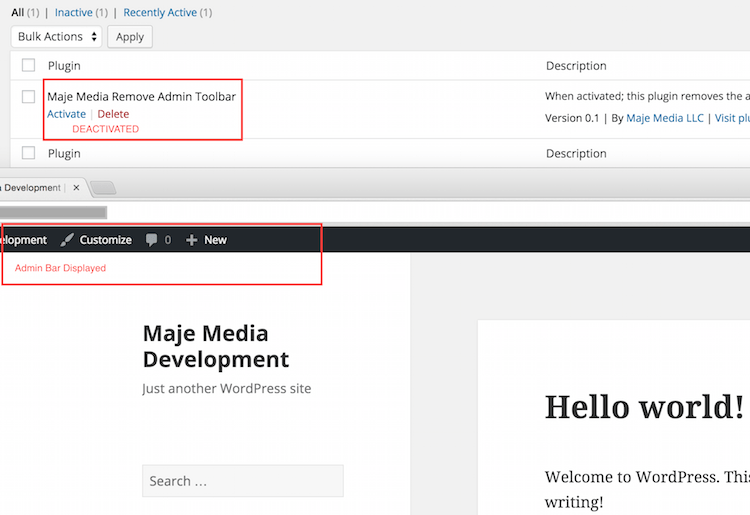 All (1) | Inactive (1) | Recently Active (1)
Bulk Actions Apply
Plugin Description
Maje Media Remove Admin Toolbar When activated; this plugin removes the a
Activate | Delete Version 0.1 | By Maje Media LLC | Visit plu
DEACTIVATED
Plugin Description
a Development |
elopment Customize 0 New
Admin Bar Displayed
Maje Media
Development
Just another WordPress site
Hello world!
Search …
Welcome to WordPress. This
writing!